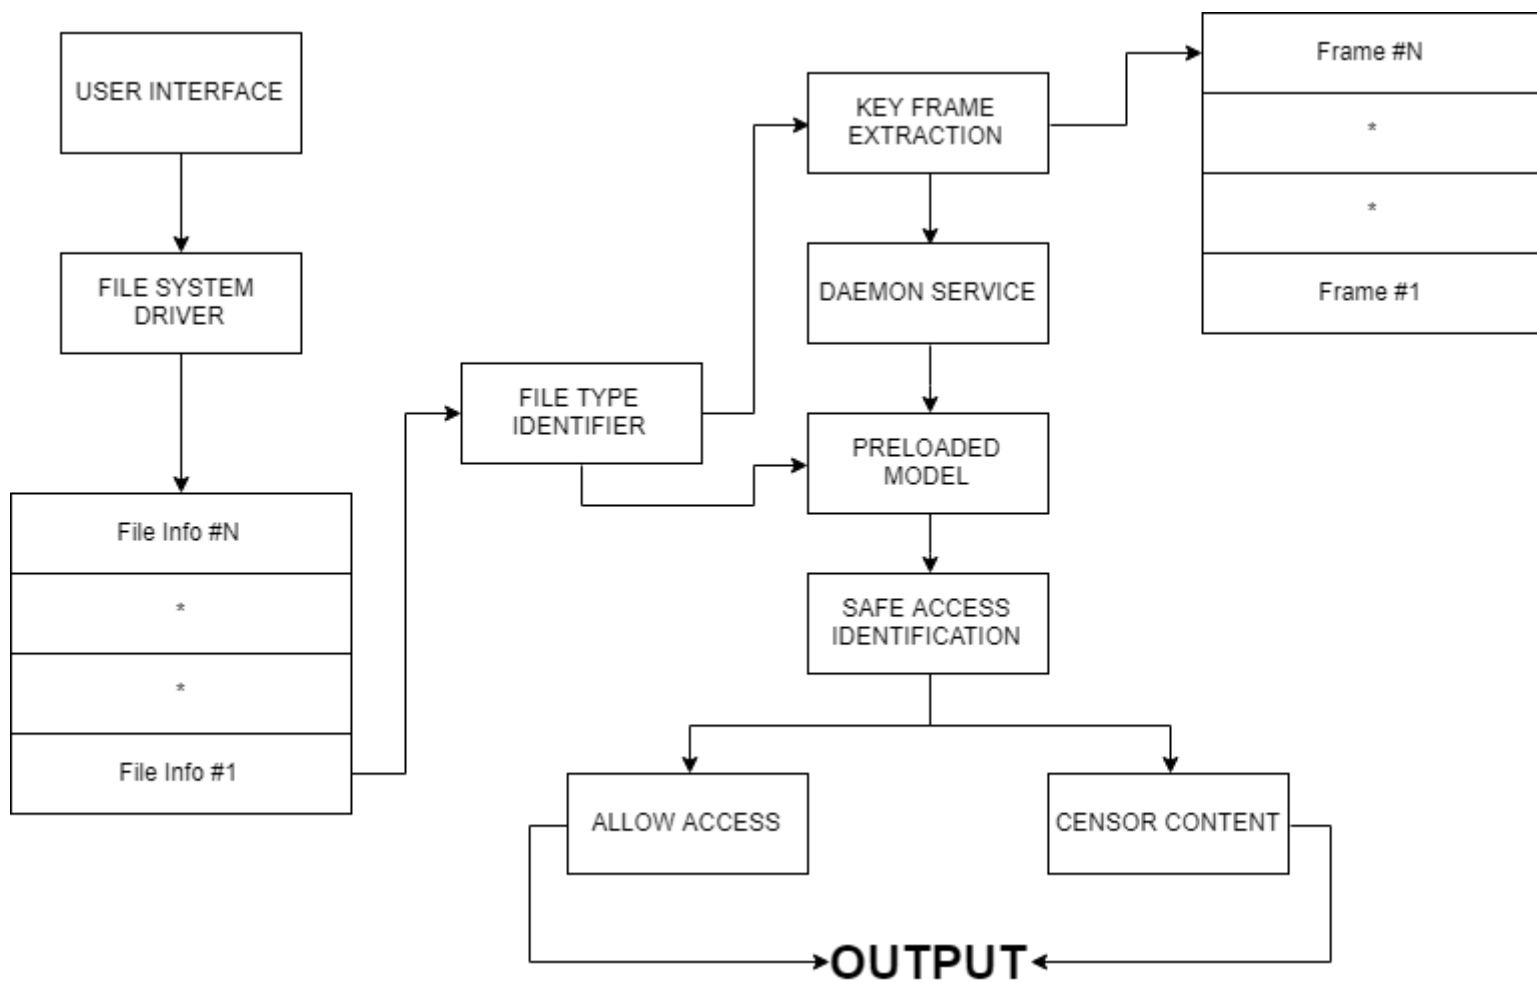 USER INTERFACE
FILE SYSTEM
DRIVER
File Info #N
*
*
File Info #1
FILE TYPE
IDENTIFIER
KEY FRAME
EXTRACTION
Frame #N
*
*
Frame #1
DAEMON SERVICE
PRELOADED
MODEL
SAFE ACCESS
IDENTIFICATION
ALLOW ACCESS
CENSOR CONTENT
OUTPUT